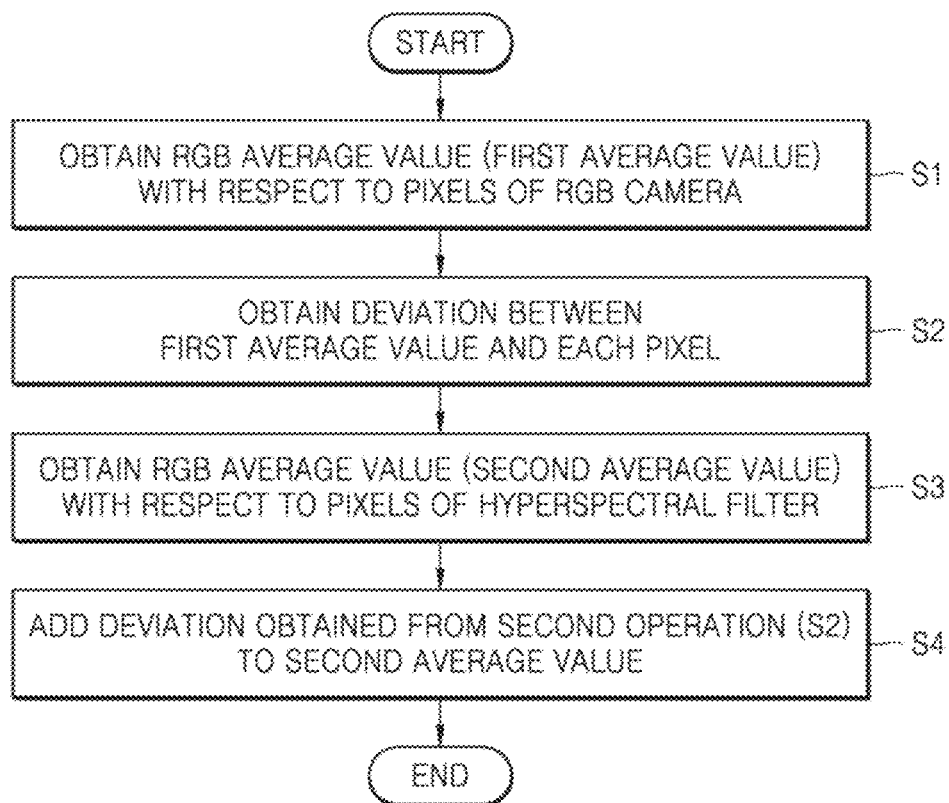 START
OBTAIN RGB AVERAGE VALUE (FIRST AVERAGE VALUE)
WITH RESPECT TO PIXELS OF RGB CAMERA
S1
OBTAIN DEVIATION BETWEEN
FIRST AVERAGE VALUE AND EACH PIXEL
S2
OBTAIN RGB AVERAGE VALUE (SECOND AVERAGE VALUE)
WITH RESPECT TO PIXELS OF HYPERSPECTRAL FILTER
S3
ADD DEVIATION OBTAINED FROM SECOND OPERATION (S2)
TO SECOND AVERAGE VALUE
S4
END